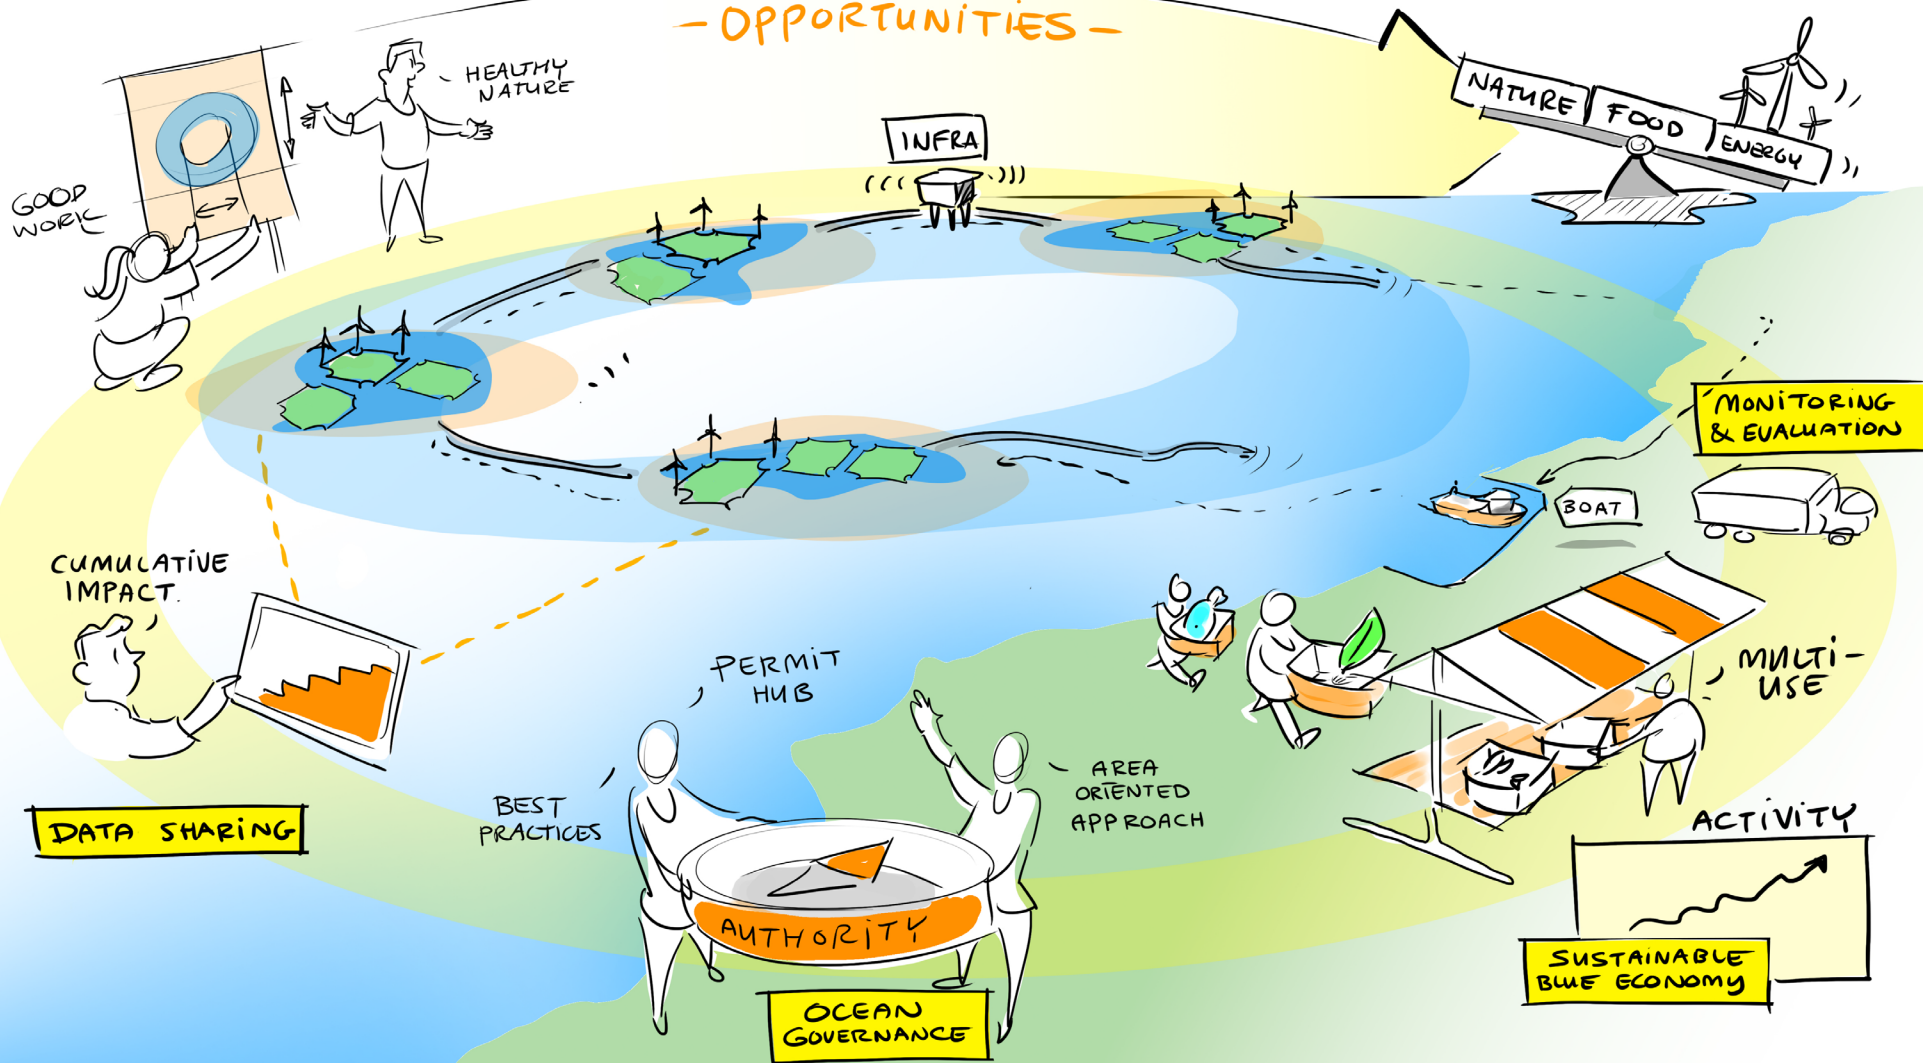 - OPPORTUNITIES -
HEALTHY
NATURE
GOOD
WORK
INFRA
NATURE
FOOD
ENERGY
MONITORING
& EVALUATION
BOAT
CUMULATIVE
IMPACT.
PERMIT
HUB
MULTI-
USE
BEST
PRACTICES
AREA
ORIENTED
APPROACH
DATA SHARING
ACTIVITY
AUTHORITY
SUSTAINABLE
BLUE ECONOMY
OCEAN
GOVERNANCE